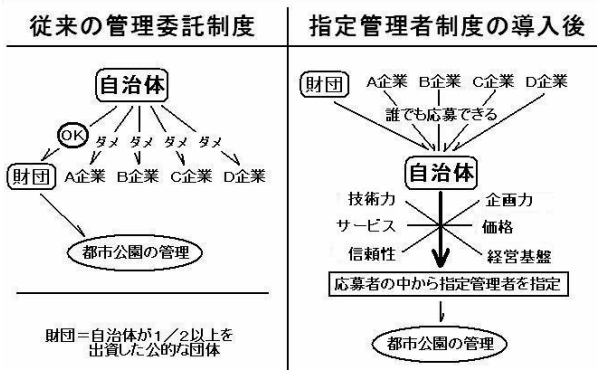 従来の管理委託制度
自治体
OK ダメ ダメ ダメ ダメ
財団 A企業 B企業 C企業 D企業
都市公園の管理
財団＝自治体が1／2以上を
出資した公的な団体
指定管理者制度の導入後
財団 A企業 B企業 C企業 D企業
誰でも応募できる
自治体
技術力 企画力
サービス 価格
信頼性 経営基盤
応募者の中から指定管理者を指定
都市公園の管理